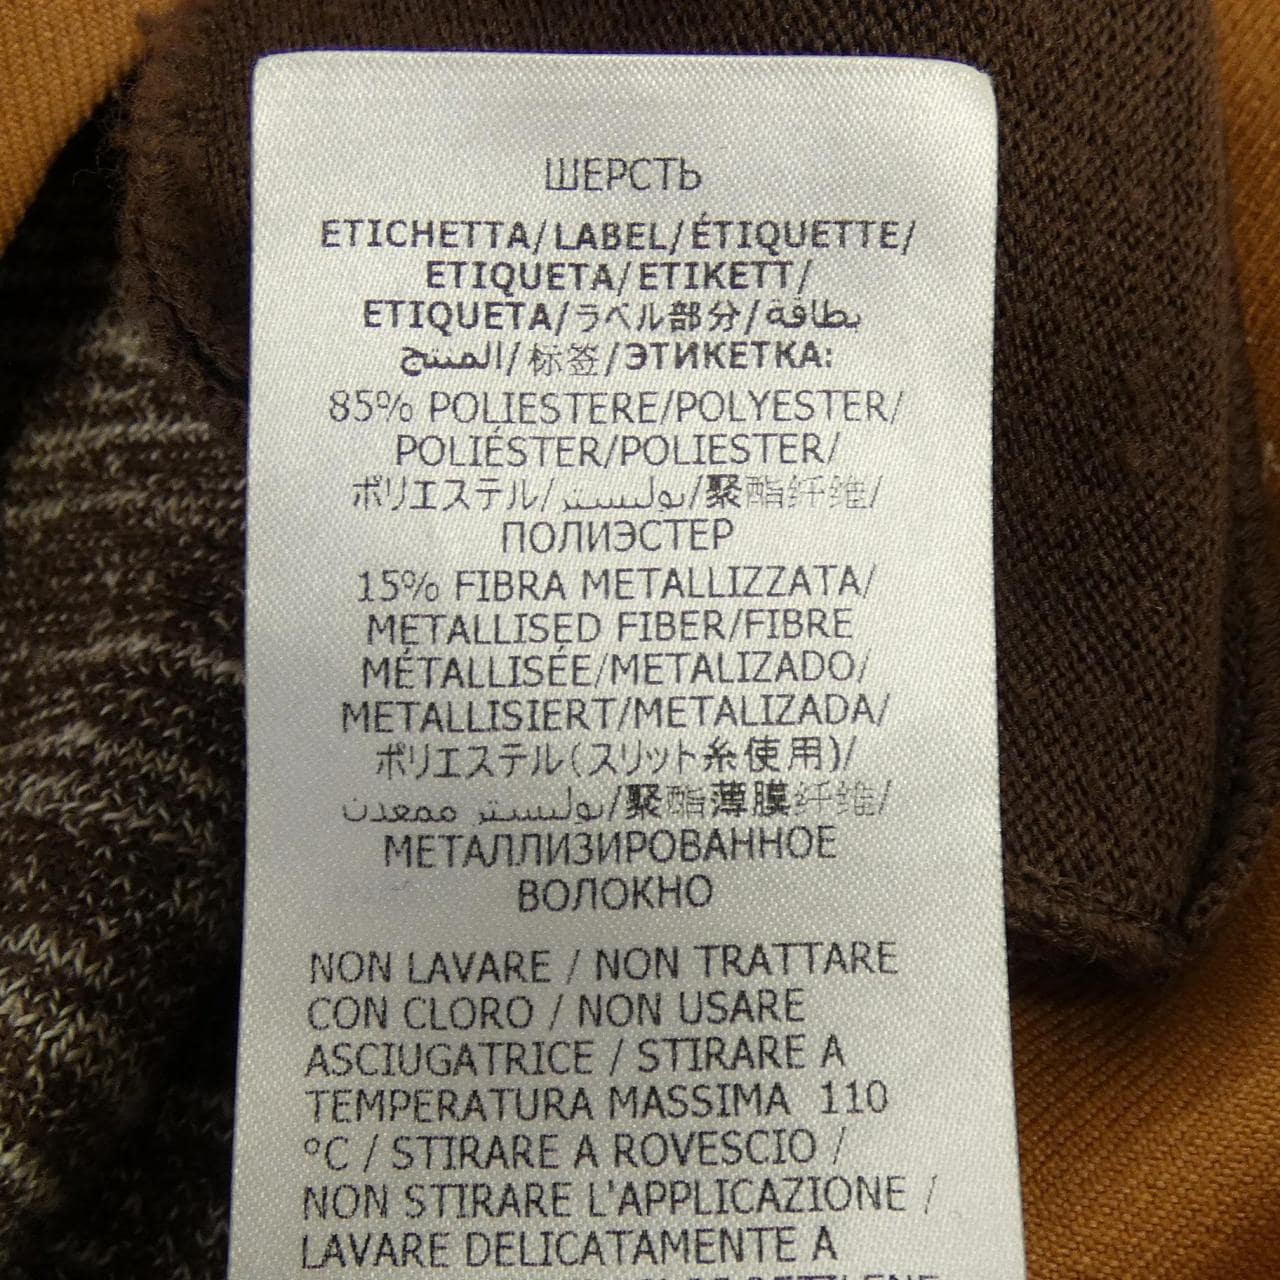 ШЕРСТЬ
ETICHETTA/LABEL/ÉTIQUETTE/
ETIQUETA/ETIKETT/
ETIQUETA/ラベル部分/بطاقة
المنتج/标签/ЭТИКЕТКА:
85% POLIESTERE/POLYESTER/
POLIÉSTER/POLIESTER/
ポリエステル/بوليستر/聚酯纤维/
ПОЛИЭСТЕР
15% FIBRA METALLIZZATA/
METALLISED FIBER/FIBRE
MÉTALLISÉE/METALIZADO/
METALLISIERT/METALIZADA/
ポリエステル(スリット糸使用)/
بوليستر ممعدن/聚酯薄膜纤维/
МЕТАЛЛИЗИРОВАННОЕ
ВОЛОКНО
NON LAVARE / NON TRATTARE
CON CLORO / NON USARE
ASCIUGATRICE / STIRARE A
TEMPERATURA MASSIMA 110
°C / STIRARE A ROVESCIO /
NON STIRARE L'APPLICAZIONE /
LAVARE DELICATAMENTE A